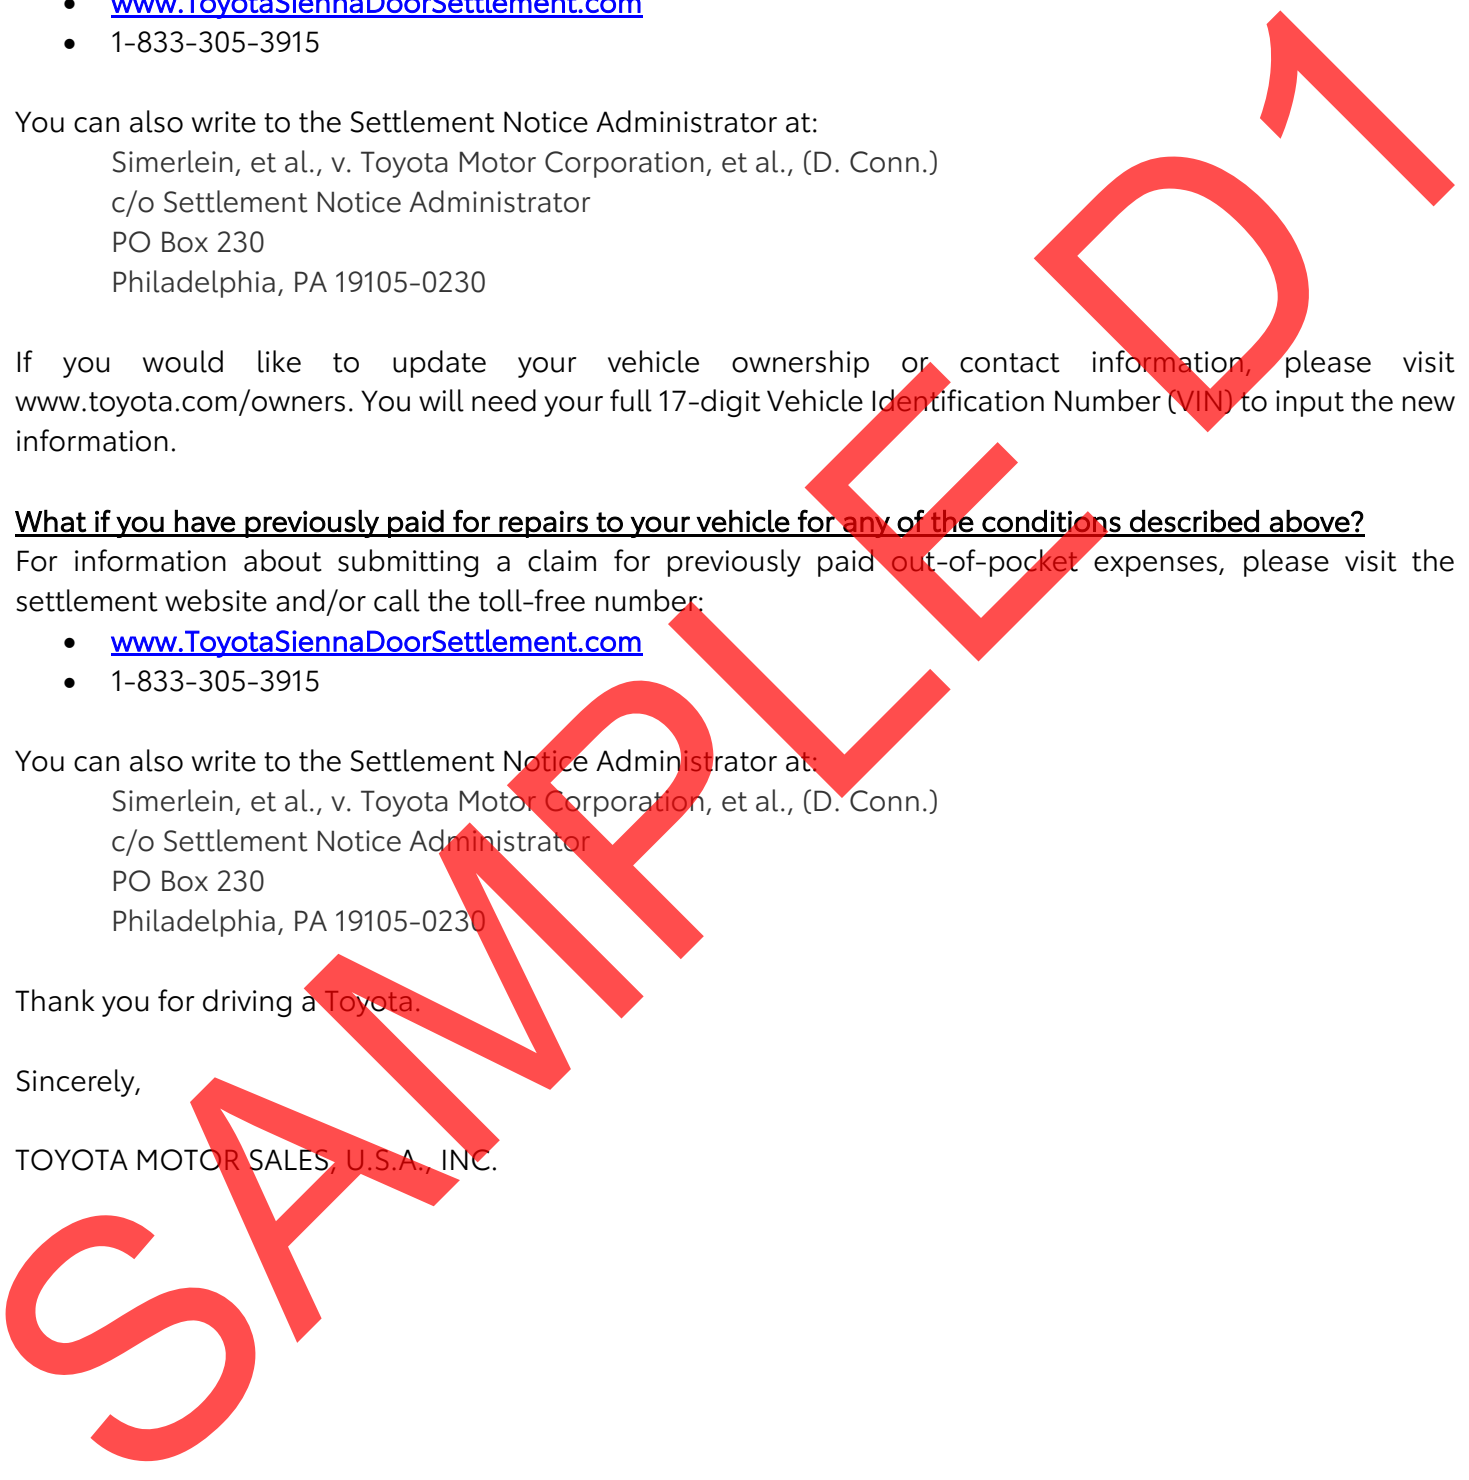 www.ToyotaSiennaDoorSettlement.com
• 1-833-305-3915
You can also write to the Settlement Notice Administrator at:
Simerlein, et al., v. Toyota Motor Corporation, et al., (D. Conn.)
c/o Settlement Notice Administrator
PO Box 230
Philadelphia, PA 19105-0230
If you would like to update your vehicle ownership or contact information, please visit
www.toyota.com/owners. You will need your full 17-digit Vehicle Identification Number (VIN) to input the new
information.
What if you have previously paid for repairs to your vehicle for any of the conditions described above?
For information about submitting a claim for previously paid out-of-pocket expenses, please visit the
settlement website and/or call the toll-free number:
• www.ToyotaSiennaDoorSettlement.com
• 1-833-305-3915
You can also write to the Settlement Notice Administrator at:
Simerlein, et al., v. Toyota Motor Corporation, et al., (D. Conn.)
c/o Settlement Notice Administrator
PO Box 230
Philadelphia, PA 19105-0230
Thank you for driving a Toyota.
Sincerely,
TOYOTA MOTOR SALES, U.S.A., INC.
SAMPLE D1